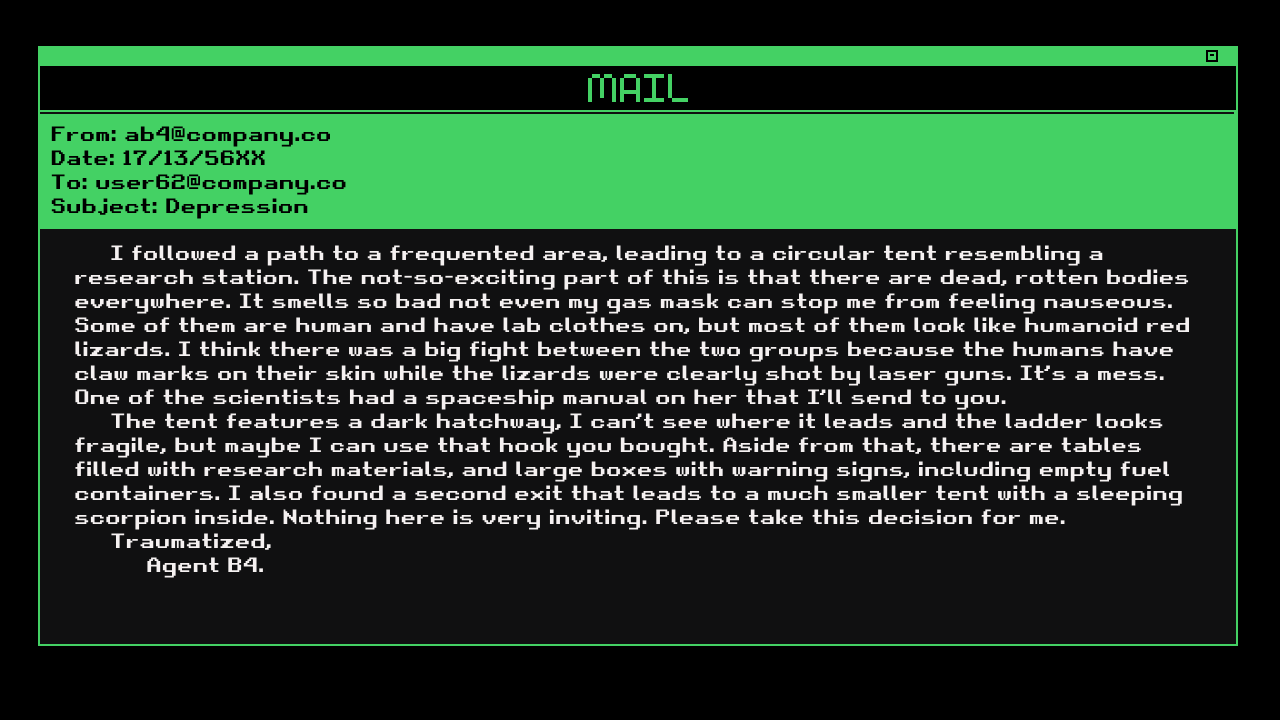 MAIL
From: ab4@company.co
Date: 17/13/56XX
To: user62@company.co
Subject: Depression
I followed a path to a frequented area, leading to a circular tent resembling a
research station. The not-so-exciting part of this is that there are dead, rotten bodies
everywhere. It smells so bad not even my gas mask can stop me from feeling nauseous.
Some of them are human and have lab clothes on, but most of them look like humanoid red
lizards. I think there was a big fight between the two groups because the humans have
claw marks on their skin while the lizards were clearly shot by laser guns. It's a mess.
One of the scientists had a spaceship manual on her that I'll send to you.
The tent features a dark hatchway, I can't see where it leads and the ladder looks
fragile, but maybe I can use that hook you bought. Aside from that, there are tables
filled with research materials, and large boxes with warning signs, including empty fuel
containers. I also found a second exit that leads to a much smaller tent with a sleeping
scorpion inside. Nothing here is very inviting. Please take this decision for me.
Traumatized,
Agent B4.